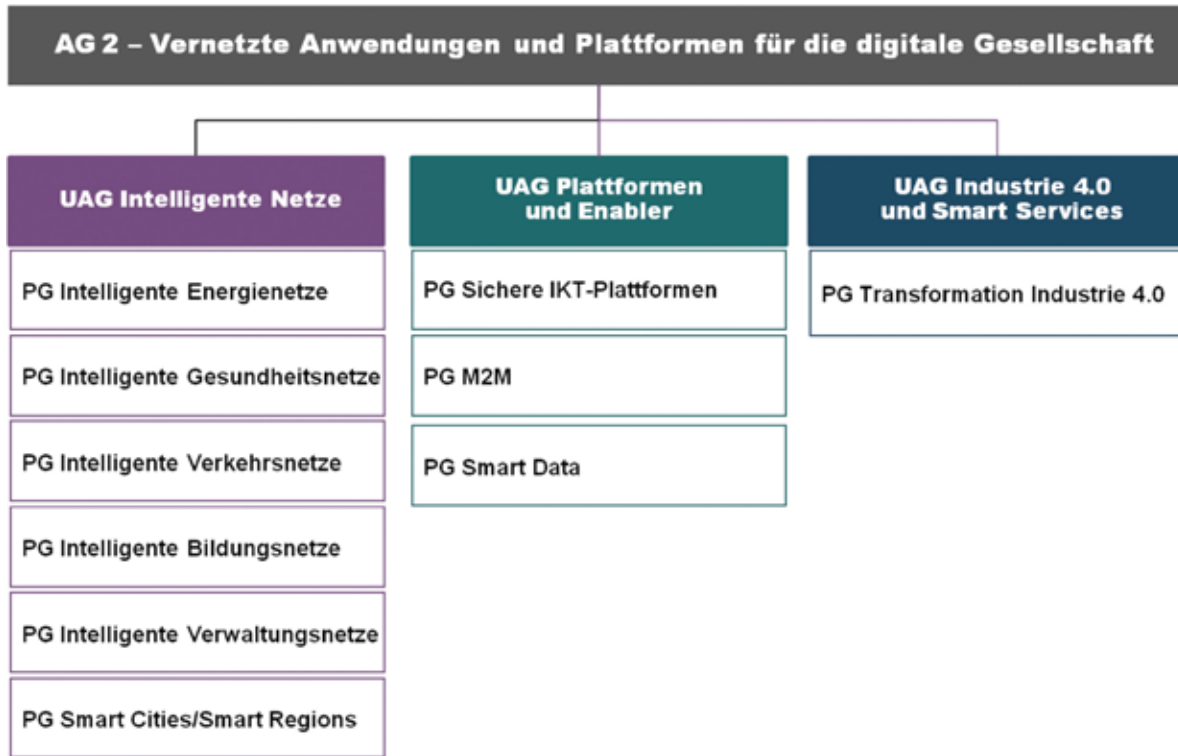 AG 2 – Vernetzte Anwendungen und Plattformen für die digitale Gesellschaft
UAG Intelligente Netze
PG Intelligente Energienetze
PG Intelligente Gesundheitsnetze
PG Intelligente Verkehrsnetze
PG Intelligente Bildungsnetze
PG Intelligente Verwaltungsnetze
PG Smart Cities/Smart Regions
UAG Plattformen
und Enabler
PG Sichere IKT-Plattformen
PG M2M
PG Smart Data
UAG Industrie 4.0
und Smart Services
PG Transformation Industrie 4.0